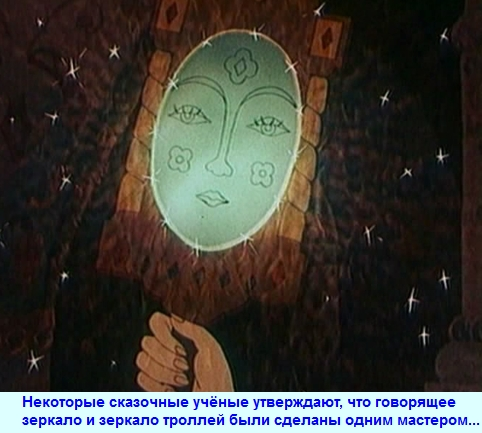 Некоторые сказочные учёные утверждают, что говорящее
зеркало и зеркало троллей были сделаны одним мастером...